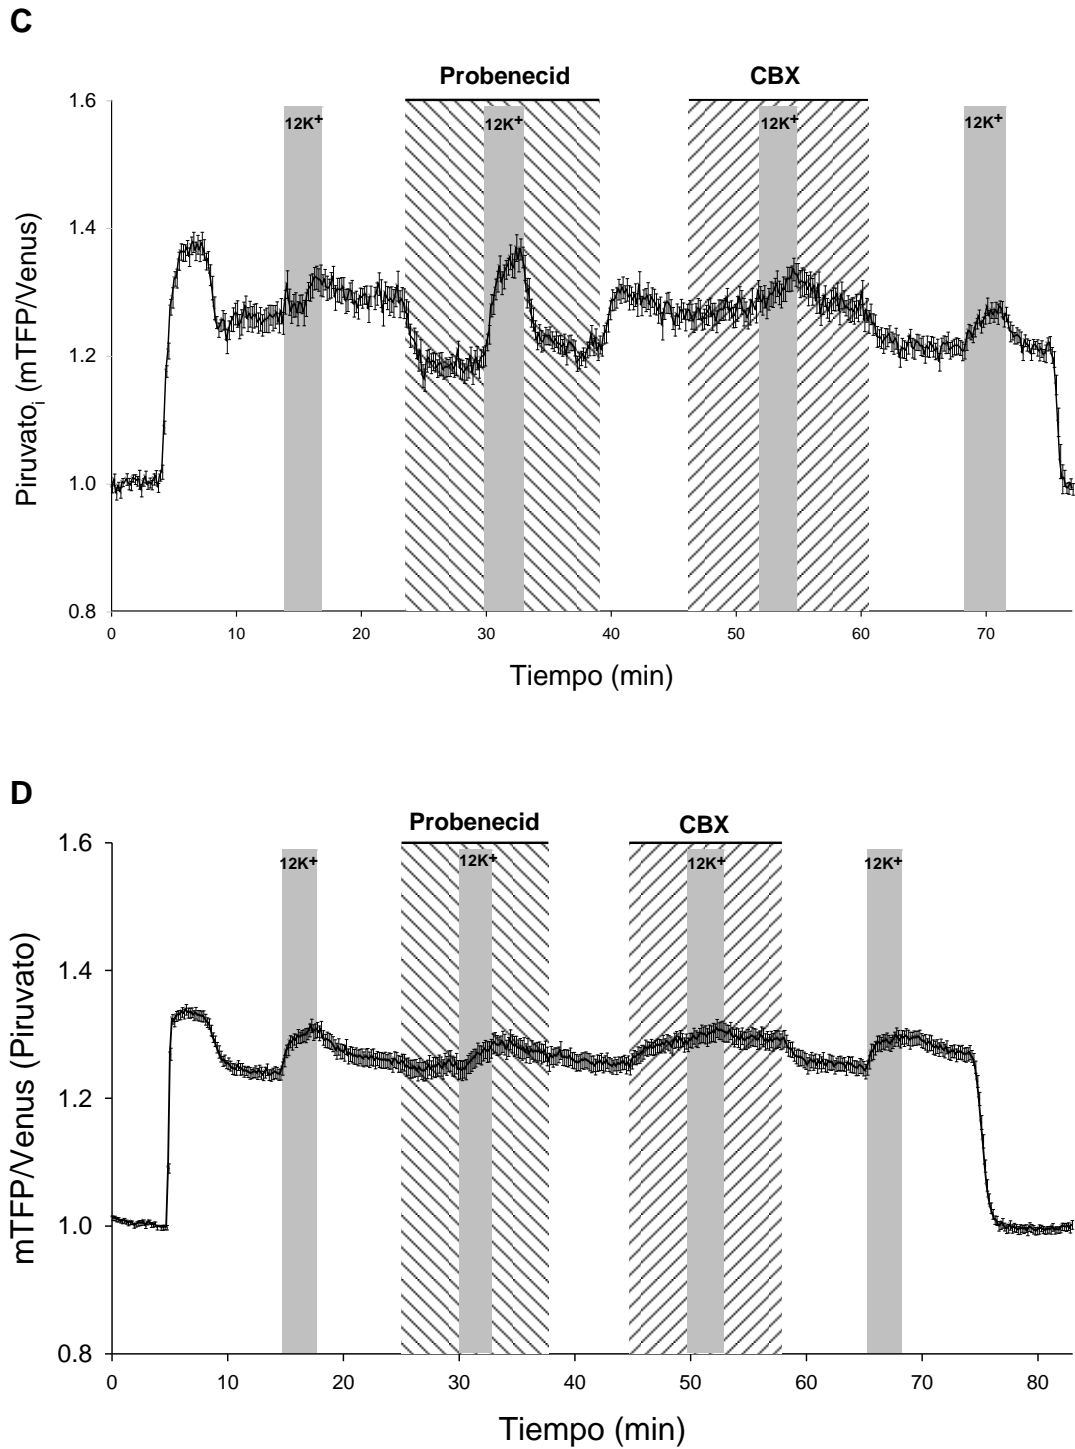 C
Probenecid CBX
1.6
12K+ 12K+ 12K+ 12K+
1.4
1.2
1.0
0.8
Piruvatoi (mTFP/Venus)
0 10 20 30 40 50 60 70
Tiempo (min)
D
Probenecid CBX
1.6
12K+ 12K+ 12K+ 12K+
1.4
1.2
1.0
0.8
mTFP/Venus (Piruvato)
0 10 20 30 40 50 60 70 80
Tiempo (min)